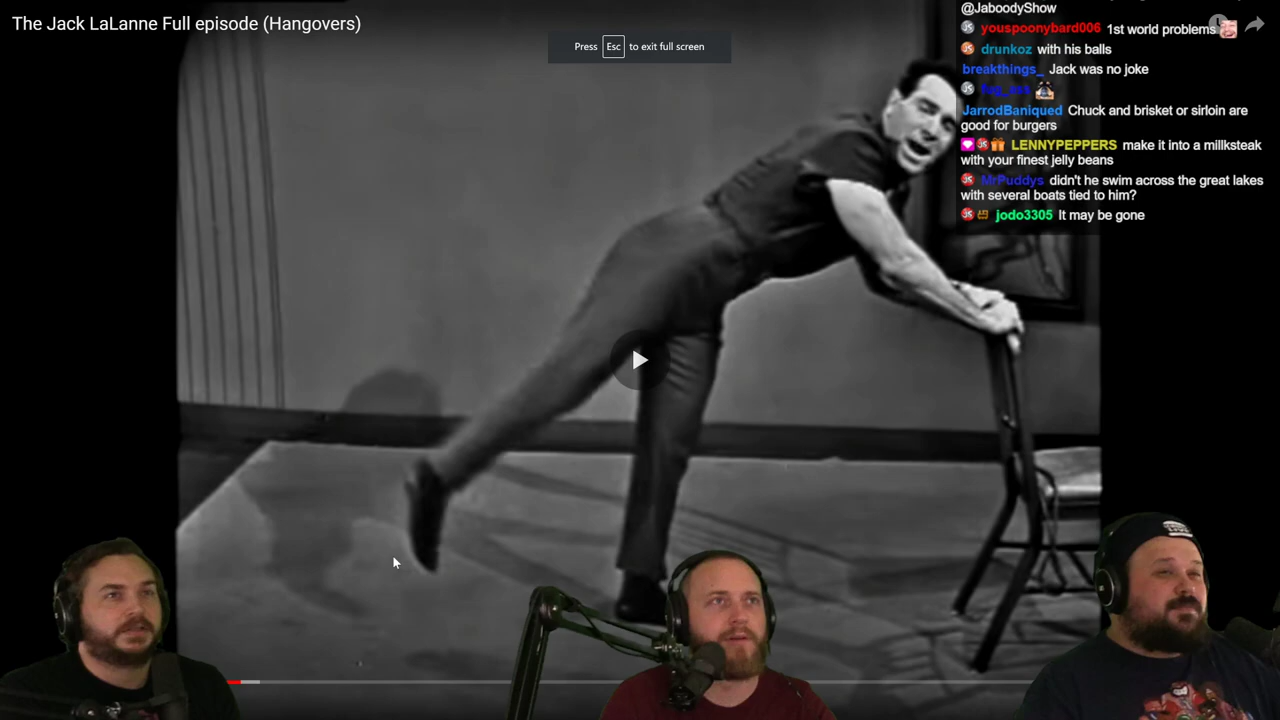 The Jack LaLanne Full episode (Hangovers)
Press Esc to exit full screen
@JaboodyShow
youspoonybard006 1st world problems
drunkoz with his balls
breakthings_ Jack was no joke
JarrodBaniqued Chuck and brisket or sirloin are
good for burgers
LENNYPEPPERS make it into a millksteak
with your finest jelly beans
MrPuddys didn't he swim across the great lakes
with several boats tied to him?
jodo3305 It may be gone